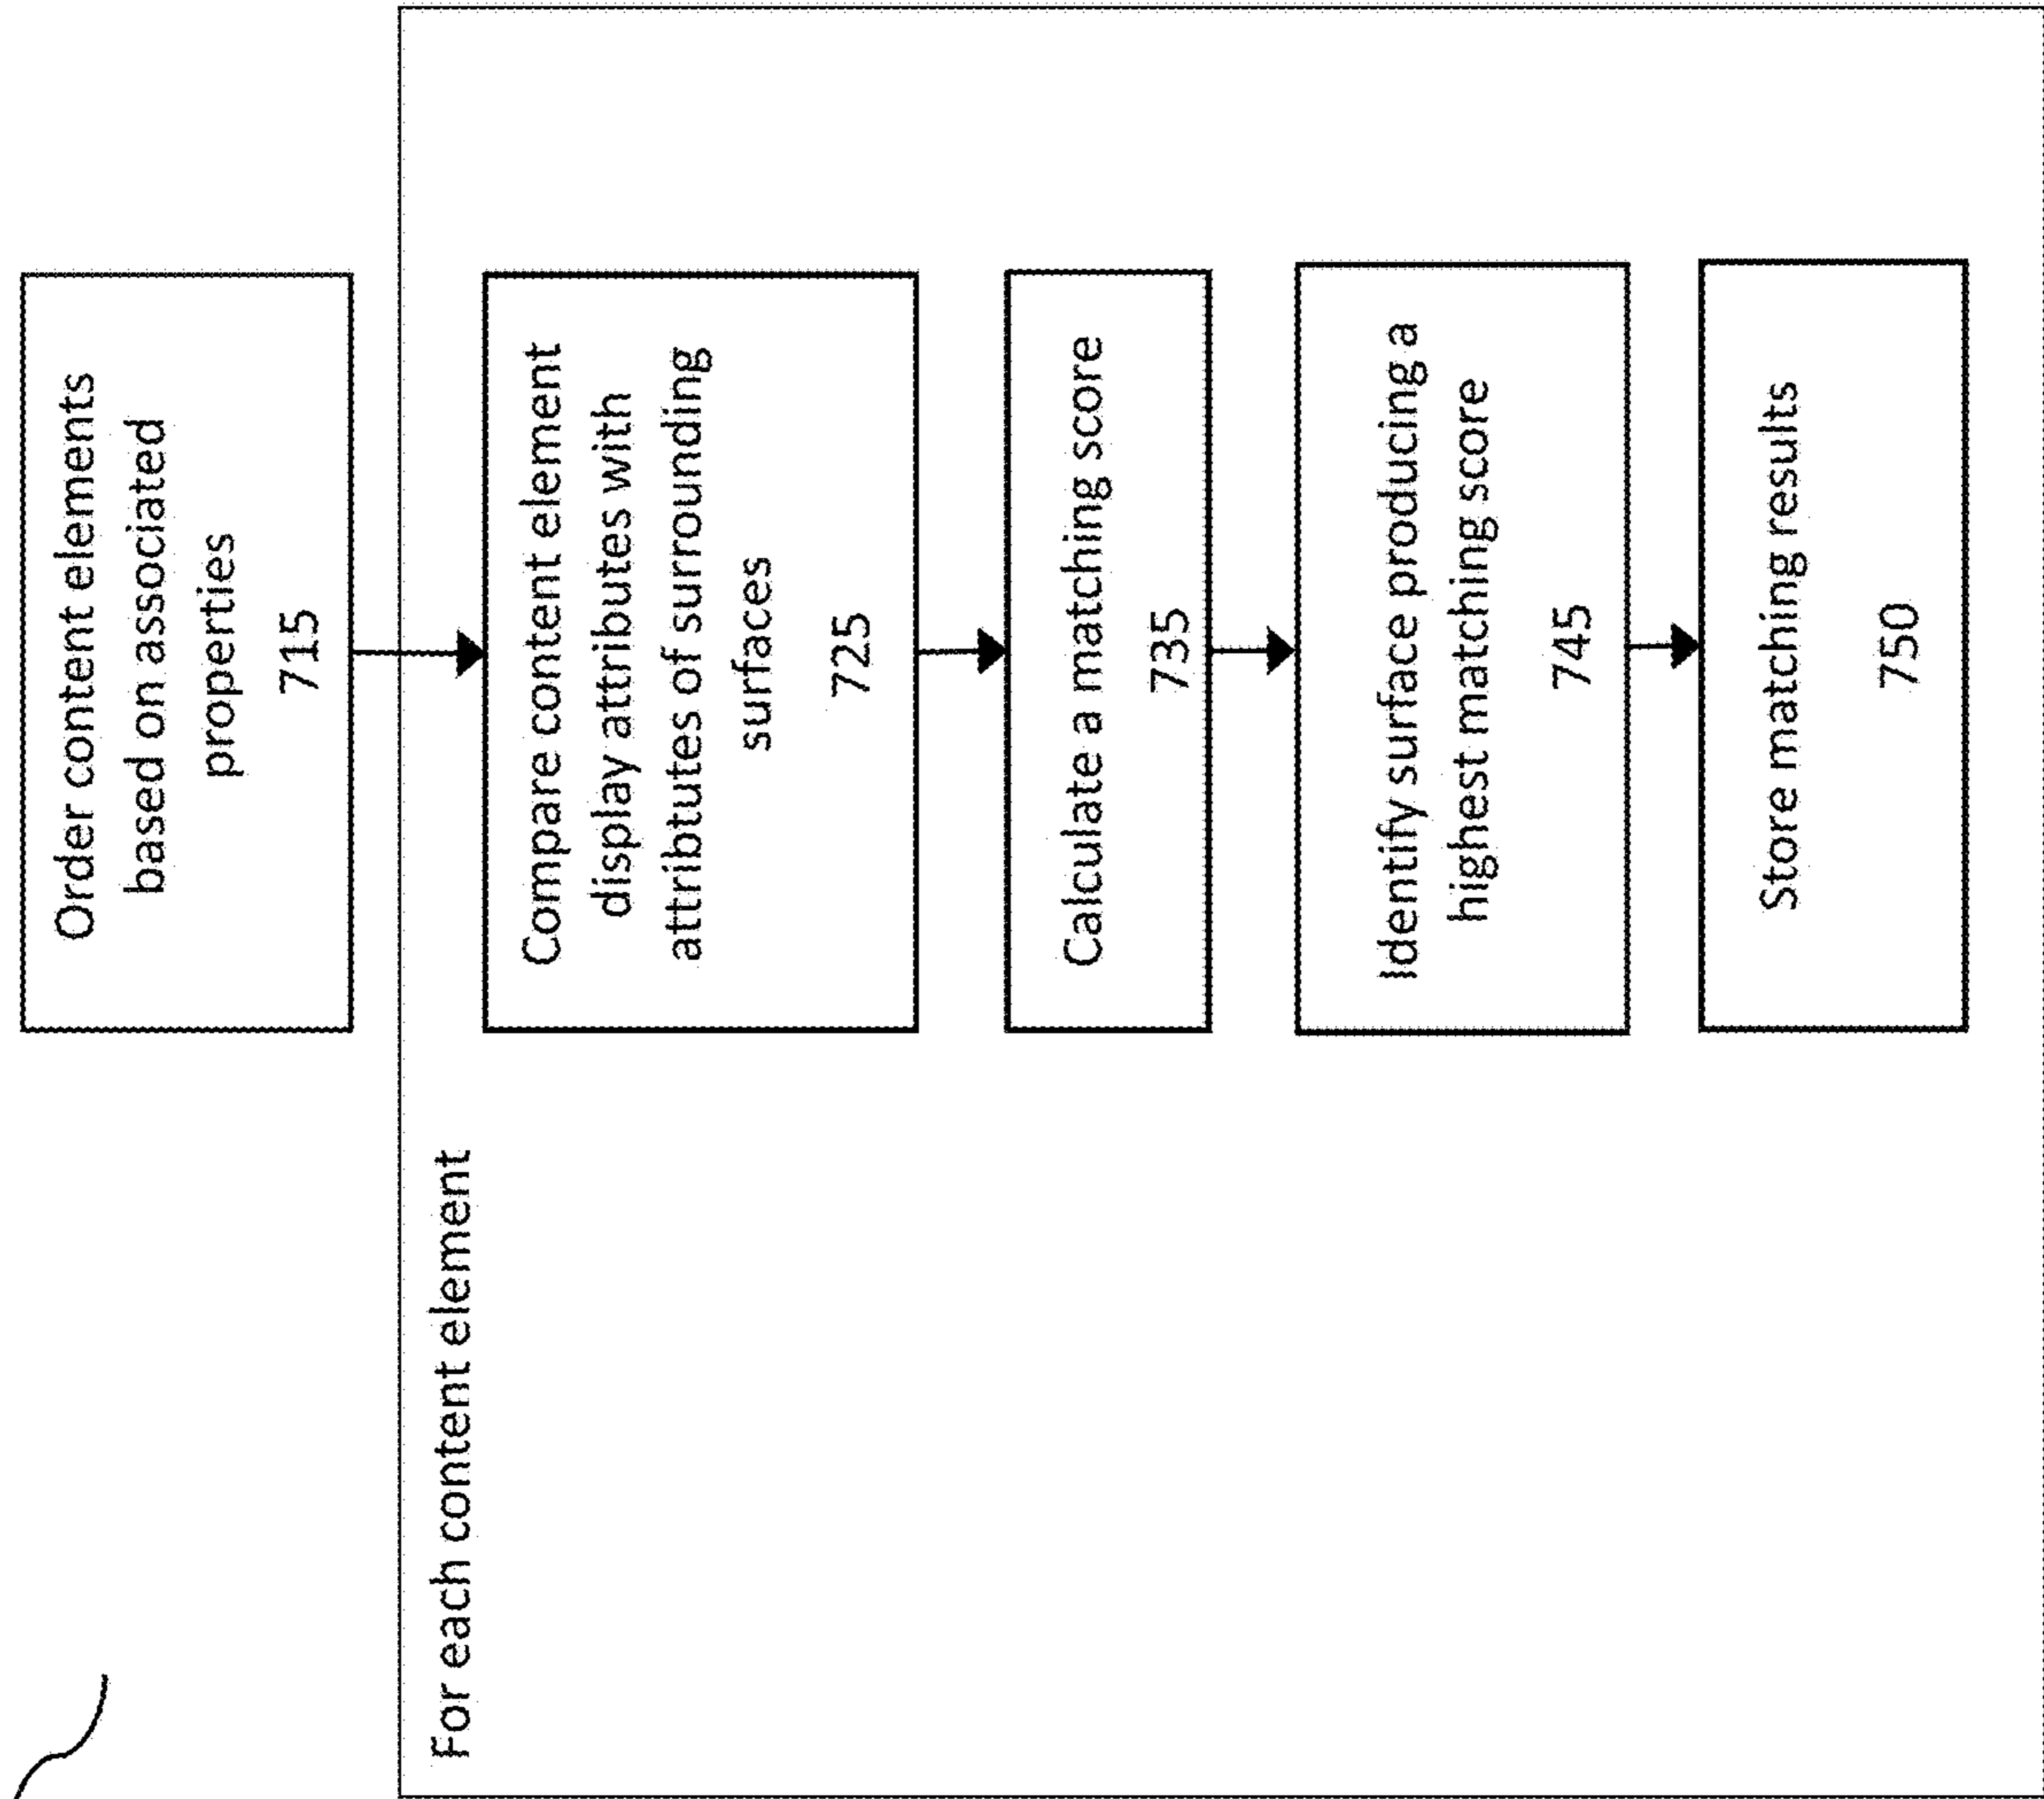 Order content elements
based on associated
properties
715
For each content element
Compare content element
display attributes with
attributes of surrounding
surfaces
725
Calculate a matching score
735
Identify surface producing a
highest matching score
745
Store matching results
750